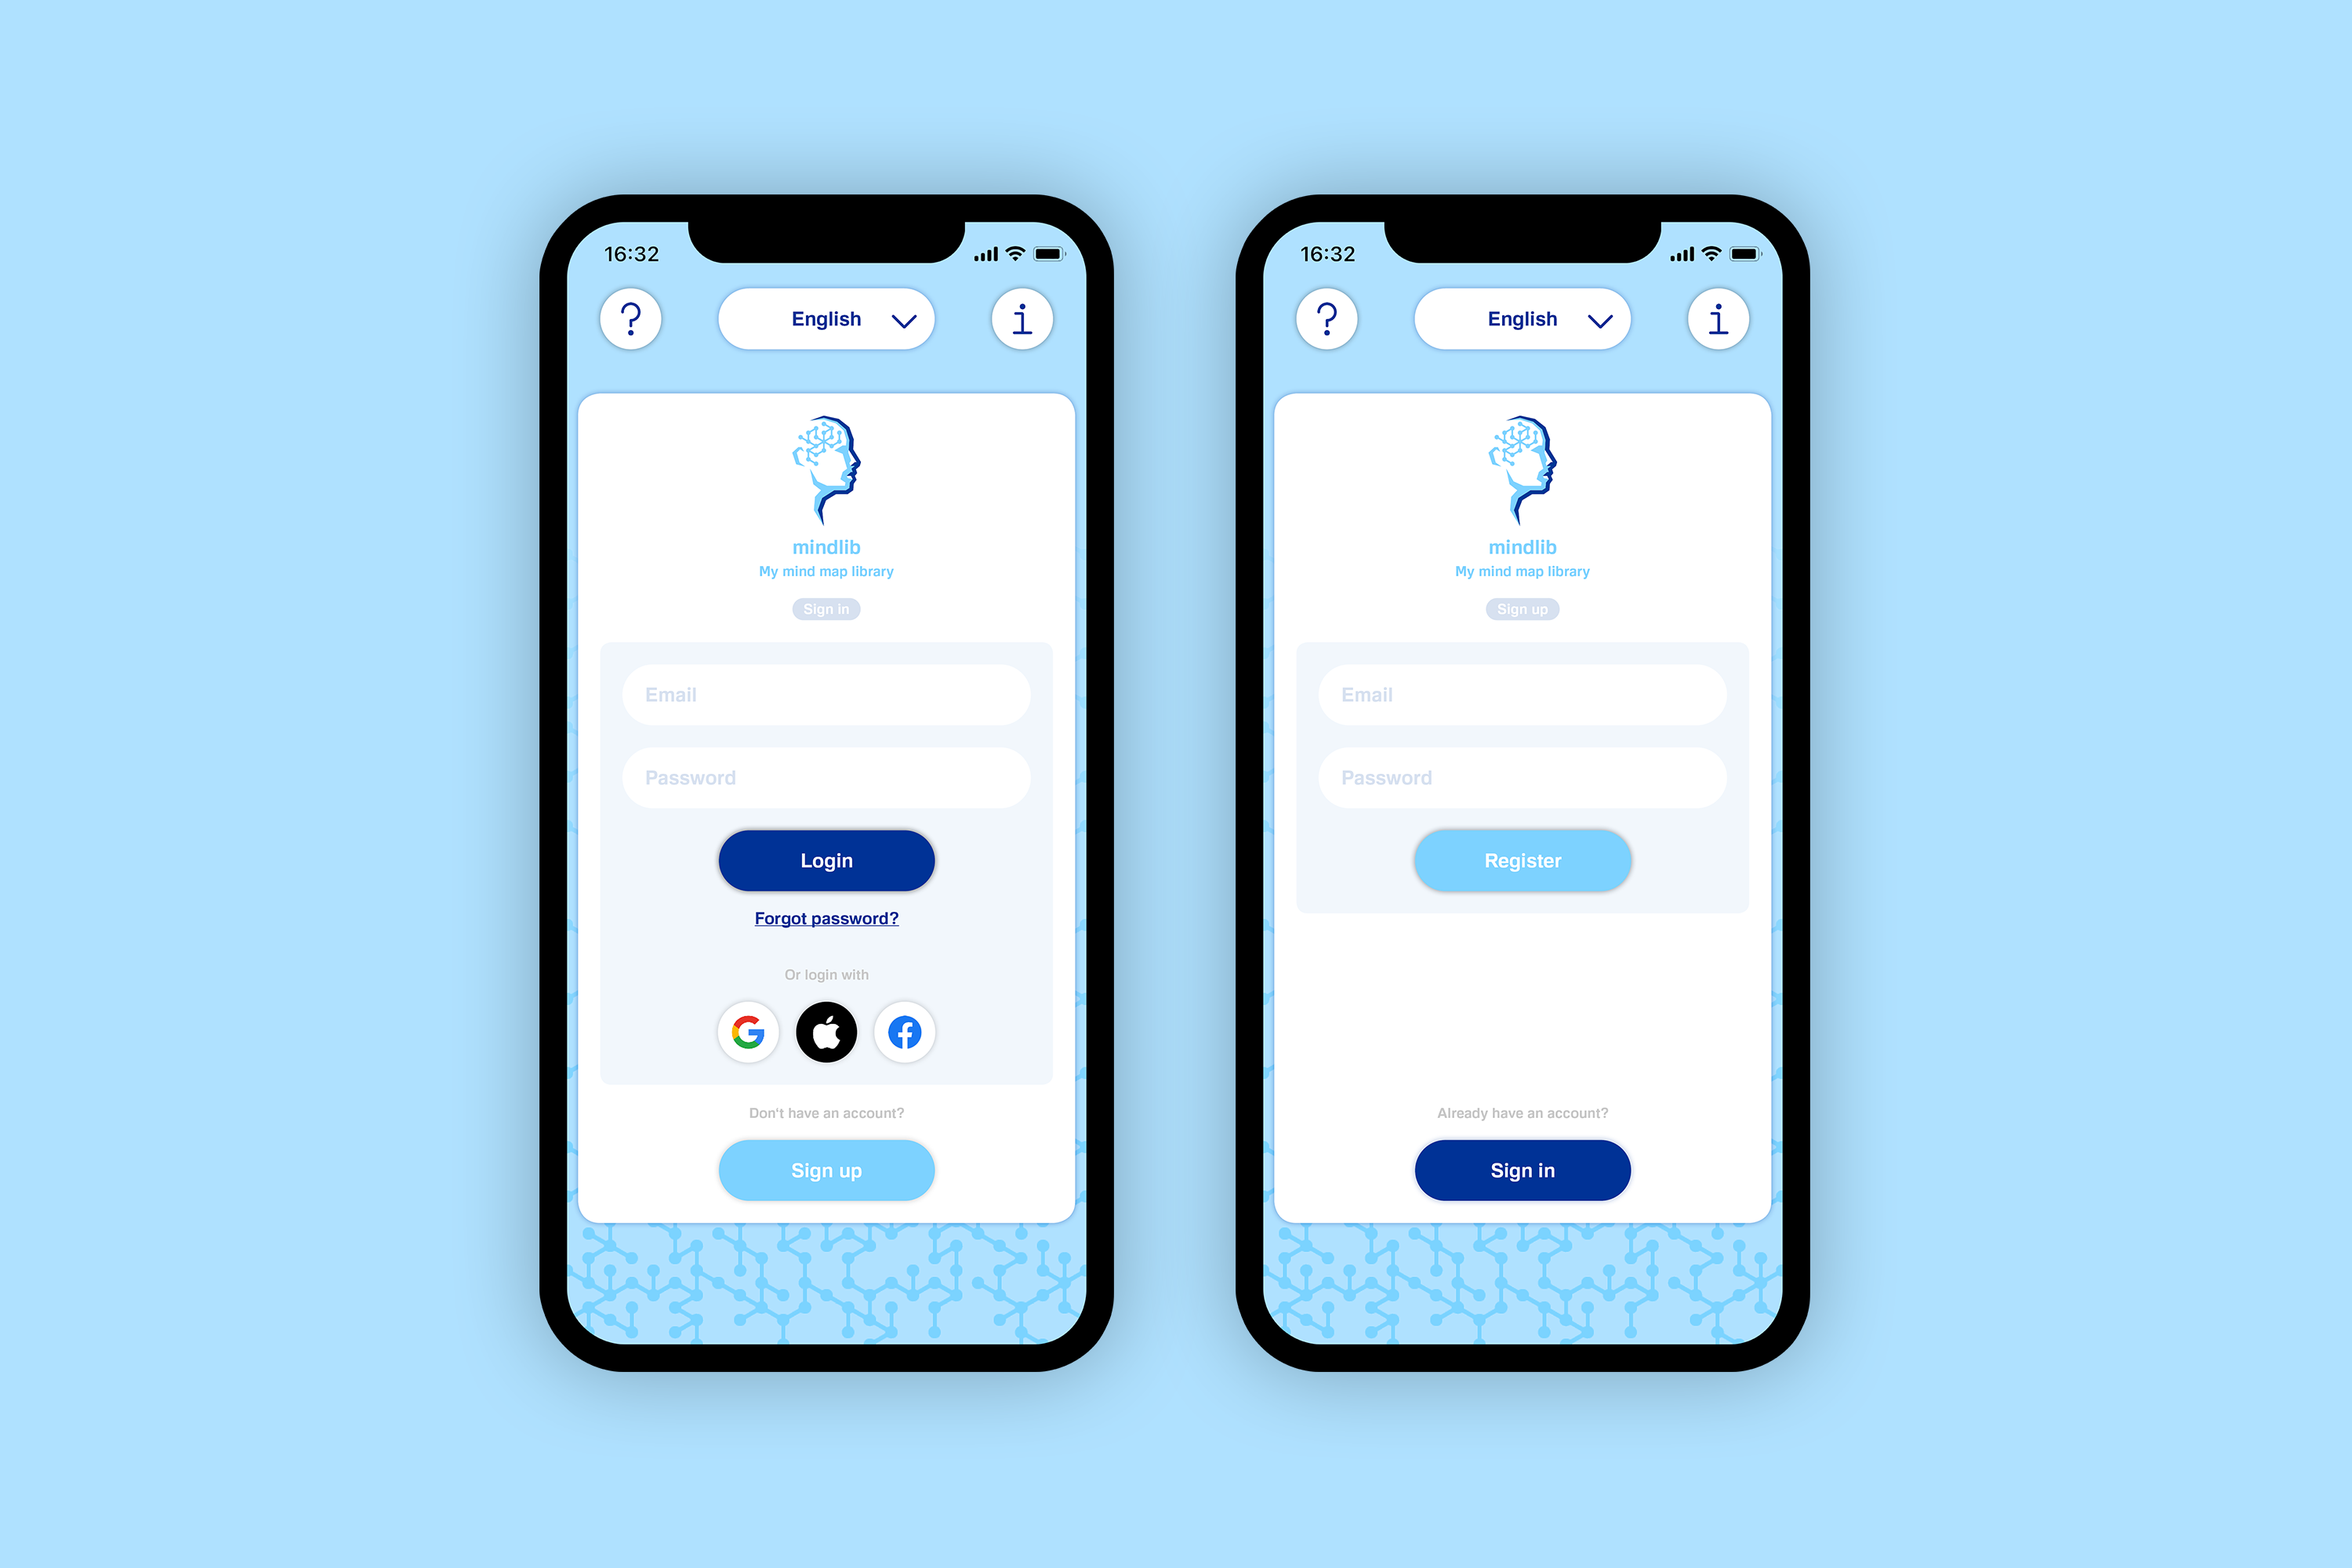 16:32
?
English
i
mindlib
My mind map library
Sign in
Email
Password
Login
Forgot password?
Or login with
Don't have an account?
Sign up
16:32
?
English
i
mindlib
My mind map library
Sign up
Email
Password
Register
Already have an account?
Sign in